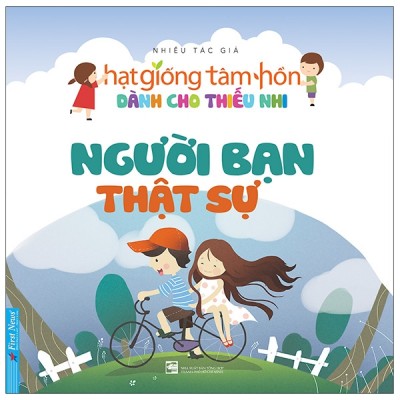 NHIỀU TÁC GIẢ
hạt giống tâm hồn
DÀNH CHO THIẾU NHI
NGƯỜI BẠN
THẬT SỰ
First News